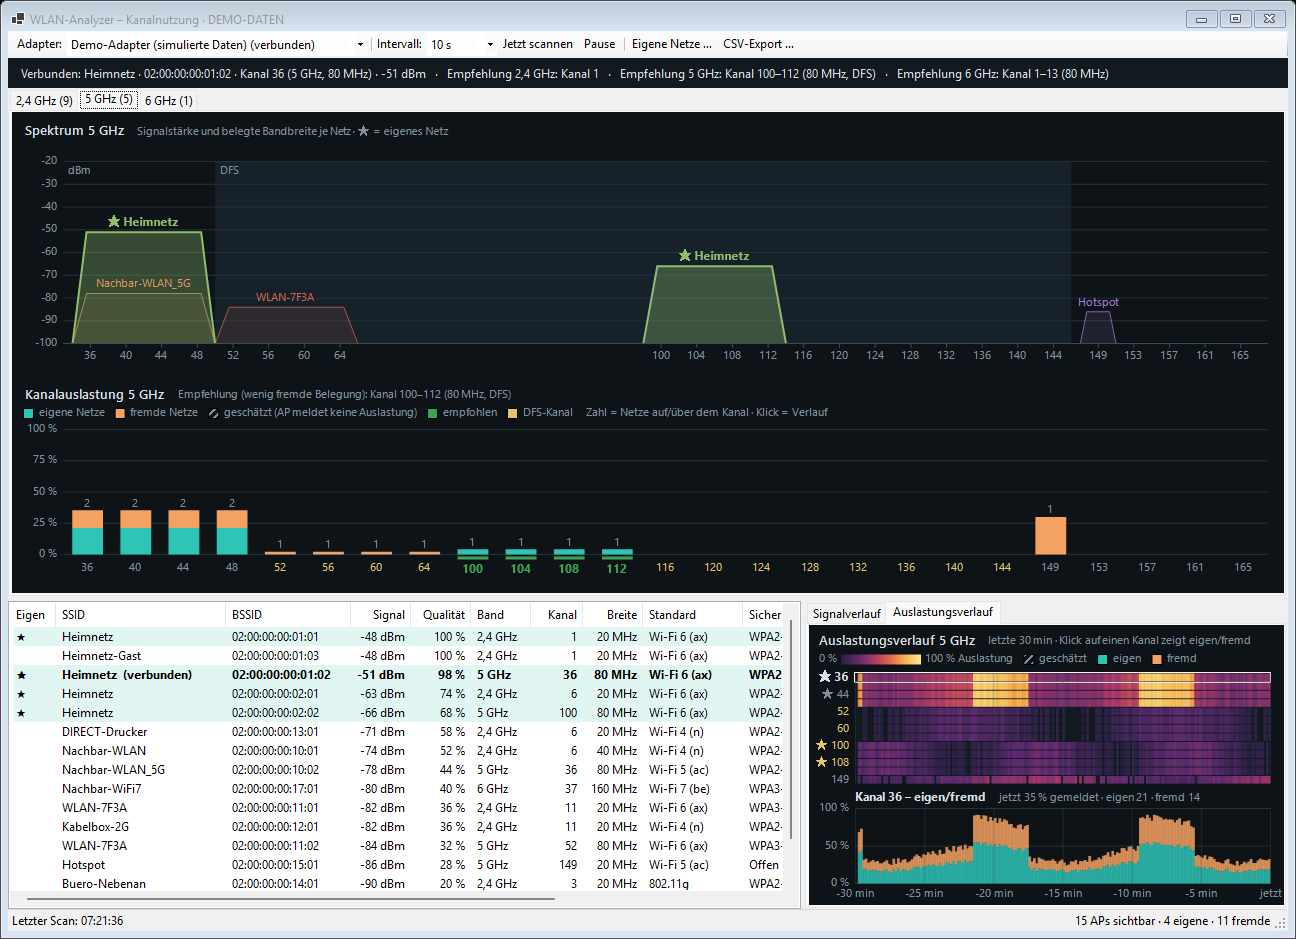 WLAN-Analyzer – Kanalnutzung · DEMO-DATEN
Adapter: Demo-Adapter (simulierte Daten) (verbunden) Intervall: 10 s Jetzt scannen Pause Eigene Netze ... CSV-Export ...
Verbunden: Heimnetz · 02:00:00:00:01:02 · Kanal 36 (5 GHz, 80 MHz) · -51 dBm · Empfehlung 2,4 GHz: Kanal 1 · Empfehlung 5 GHz: Kanal 100–112 (80 MHz, DFS) · Empfehlung 6 GHz: Kanal 1–13 (80 MHz)
2,4 GHz (9) 5 GHz (5) 6 GHz (1)
Spektrum 5 GHz Signalstärke und belegte Bandbreite je Netz · ★ = eigenes Netz
-20
dBm DFS
-30
-40
★ Heimnetz
-50
-60
★ Heimnetz
-70
Nachbar-WLAN_5G
-80
WLAN-7F3A
Hotspot
-90
-100
36 40 44 48 52 56 60 64 100 104 108 112 116 120 124 128 132 136 140 144 149 153 157 161 165
Kanalauslastung 5 GHz Empfehlung (wenig fremde Belegung): Kanal 100–112 (80 MHz, DFS)
eigene Netze fremde Netze geschätzt (AP meldet keine Auslastung) empfohlen DFS-Kanal Zahl = Netze auf/über dem Kanal · Klick = Verlauf
100 %
75 %
50 %
25 %
0 %
2 2 2 2 1 1 1 1 1 1 1 1 1
36 40 44 48 52 56 60 64 100 104 108 112 116 120 124 128 132 136 140 144 149 153 157 161 165
Eigen SSID BSSID Signal Qualität Band Kanal Breite Standard Sicher
★ Heimnetz 02:00:00:00:01:01 -48 dBm 100 % 2,4 GHz 1 20 MHz Wi-Fi 6 (ax) WPA2-
Heimnetz-Gast 02:00:00:00:01:03 -48 dBm 100 % 2,4 GHz 1 20 MHz Wi-Fi 6 (ax) WPA2-
★ Heimnetz (verbunden) 02:00:00:00:01:02 -51 dBm 98 % 5 GHz 36 80 MHz Wi-Fi 6 (ax) WPA2
★ Heimnetz 02:00:00:00:02:01 -63 dBm 74 % 2,4 GHz 6 20 MHz Wi-Fi 6 (ax) WPA2-
★ Heimnetz 02:00:00:00:02:02 -66 dBm 68 % 5 GHz 100 80 MHz Wi-Fi 6 (ax) WPA2-
DIRECT-Drucker 02:00:00:00:13:01 -71 dBm 58 % 2,4 GHz 6 20 MHz Wi-Fi 4 (n) WPA2-
Nachbar-WLAN 02:00:00:00:10:01 -74 dBm 52 % 2,4 GHz 6 40 MHz Wi-Fi 4 (n) WPA2-
Nachbar-WLAN_5G 02:00:00:00:10:02 -78 dBm 44 % 5 GHz 36 80 MHz Wi-Fi 5 (ac) WPA2-
Nachbar-WiFi7 02:00:00:00:17:01 -80 dBm 40 % 6 GHz 37 160 MHz Wi-Fi 7 (be) WPA3-
WLAN-7F3A 02:00:00:00:11:01 -82 dBm 36 % 2,4 GHz 11 20 MHz Wi-Fi 6 (ax) WPA2-
Kabelbox-2G 02:00:00:00:12:01 -82 dBm 36 % 2,4 GHz 11 20 MHz Wi-Fi 4 (n) WPA2-
WLAN-7F3A 02:00:00:00:11:02 -84 dBm 32 % 5 GHz 52 80 MHz Wi-Fi 6 (ax) WPA3-
Hotspot 02:00:00:00:15:01 -86 dBm 28 % 5 GHz 149 20 MHz Wi-Fi 5 (ac) Offen
Buero-Nebenan 02:00:00:00:14:01 -90 dBm 20 % 2,4 GHz 3 20 MHz 802.11g WPA2-
Signalverlauf Auslastungsverlauf
Auslastungsverlauf 5 GHz letzte 30 min · Klick auf einen Kanal zeigt eigen/fremd
0 % 100 % Auslastung geschätzt eigen fremd
★ 36
★ 44
52
60
★ 100
★ 108
149
Kanal 36 – eigen/fremd jetzt 35 % gemeldet · eigen 21 · fremd 14
100 %
50 %
0 %
-30 min -25 min -20 min -15 min -10 min -5 min jetzt
Letzter Scan: 07:21:36 15 APs sichtbar · 4 eigene · 11 fremde